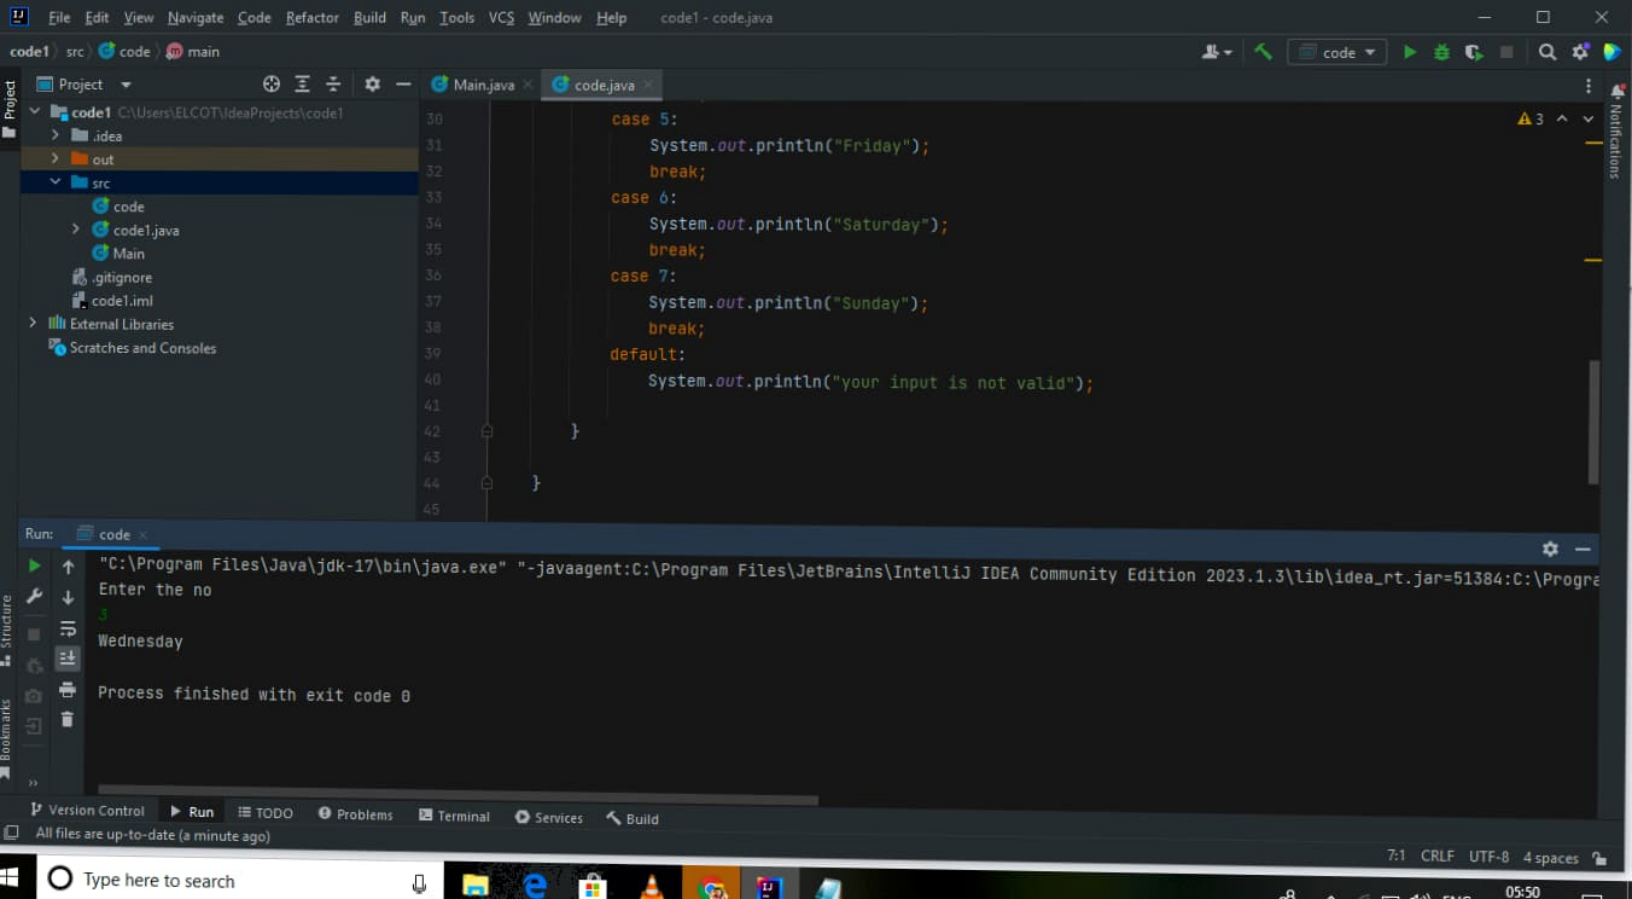 File Edit View Navigate Code Refactor Build Run Tools VCS Window Help code1 - code.java
code1 src code main
code
Project
Main.java code.java
code1 C:\Users\ELCOT\IdeaProjects\code1
.idea
out
src
code
code1.java
Main
.gitignore
code1.iml
External Libraries
Scratches and Consoles
Project
Structure
Bookmarks
Notifications
3
30 case 5:
31 System.out.println("Friday");
32 break;
33 case 6:
34 System.out.println("Saturday");
35 break;
36 case 7:
37 System.out.println("Sunday");
38 break;
39 default:
40 System.out.println("your input is not valid");
41
42 }
43
44 }
45
Run: code
"C:\Program Files\Java\jdk-17\bin\java.exe" "-javaagent:C:\Program Files\JetBrains\IntelliJ IDEA Community Edition 2023.1.3\lib\idea_rt.jar=51384:C:\Progra
Enter the no
3
Wednesday
Process finished with exit code 0
Version Control Run TODO Problems Terminal Services Build
All files are up-to-date (a minute ago)
7:1 CRLF UTF-8 4 spaces
Type here to search
05:50